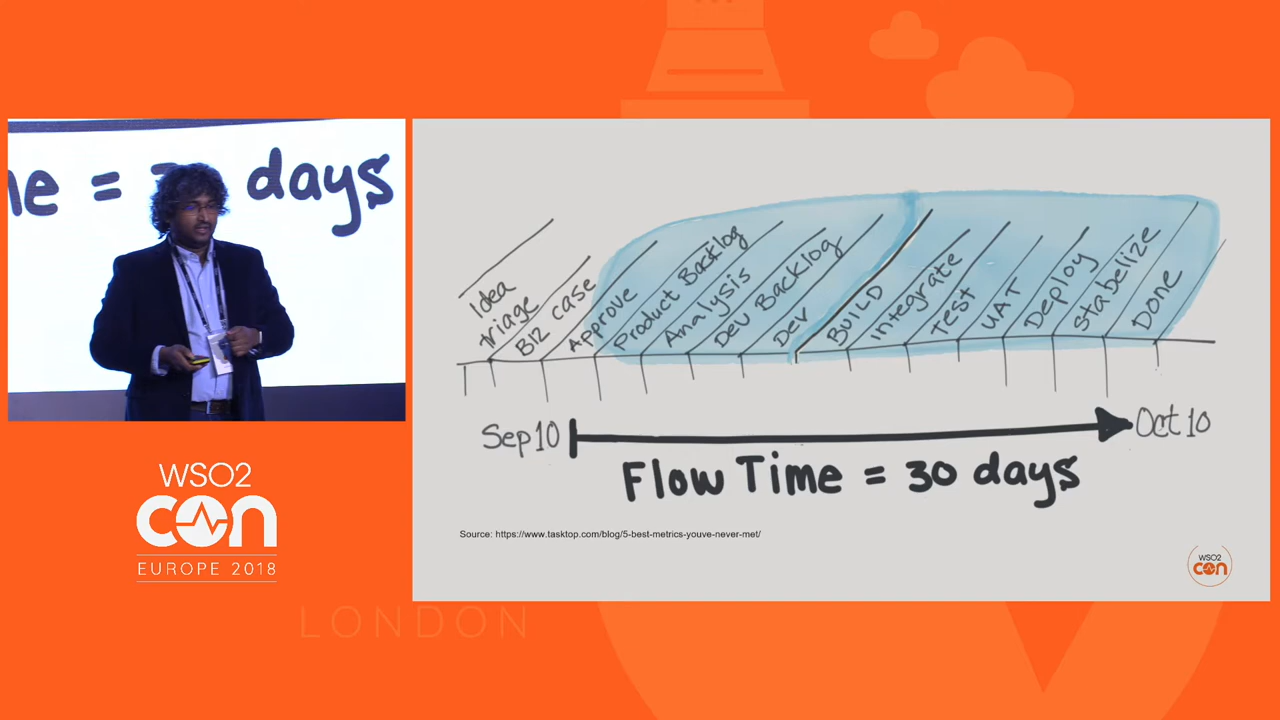 me = 30 days
WSO2
CON
EUROPE 2018
LONDON
Idea
triage
BIZ case
Approve
Product Backlog
Analysis
Dev Backlog
Dev
BUILD
Integrate
Test
UAT
Deploy
Stabelize
Done
Sep 10
Oct 10
Flow Time = 30 days
Source: https://www.tasktop.com/blog/5-best-metrics-youve-never-met/
WSO2
CON